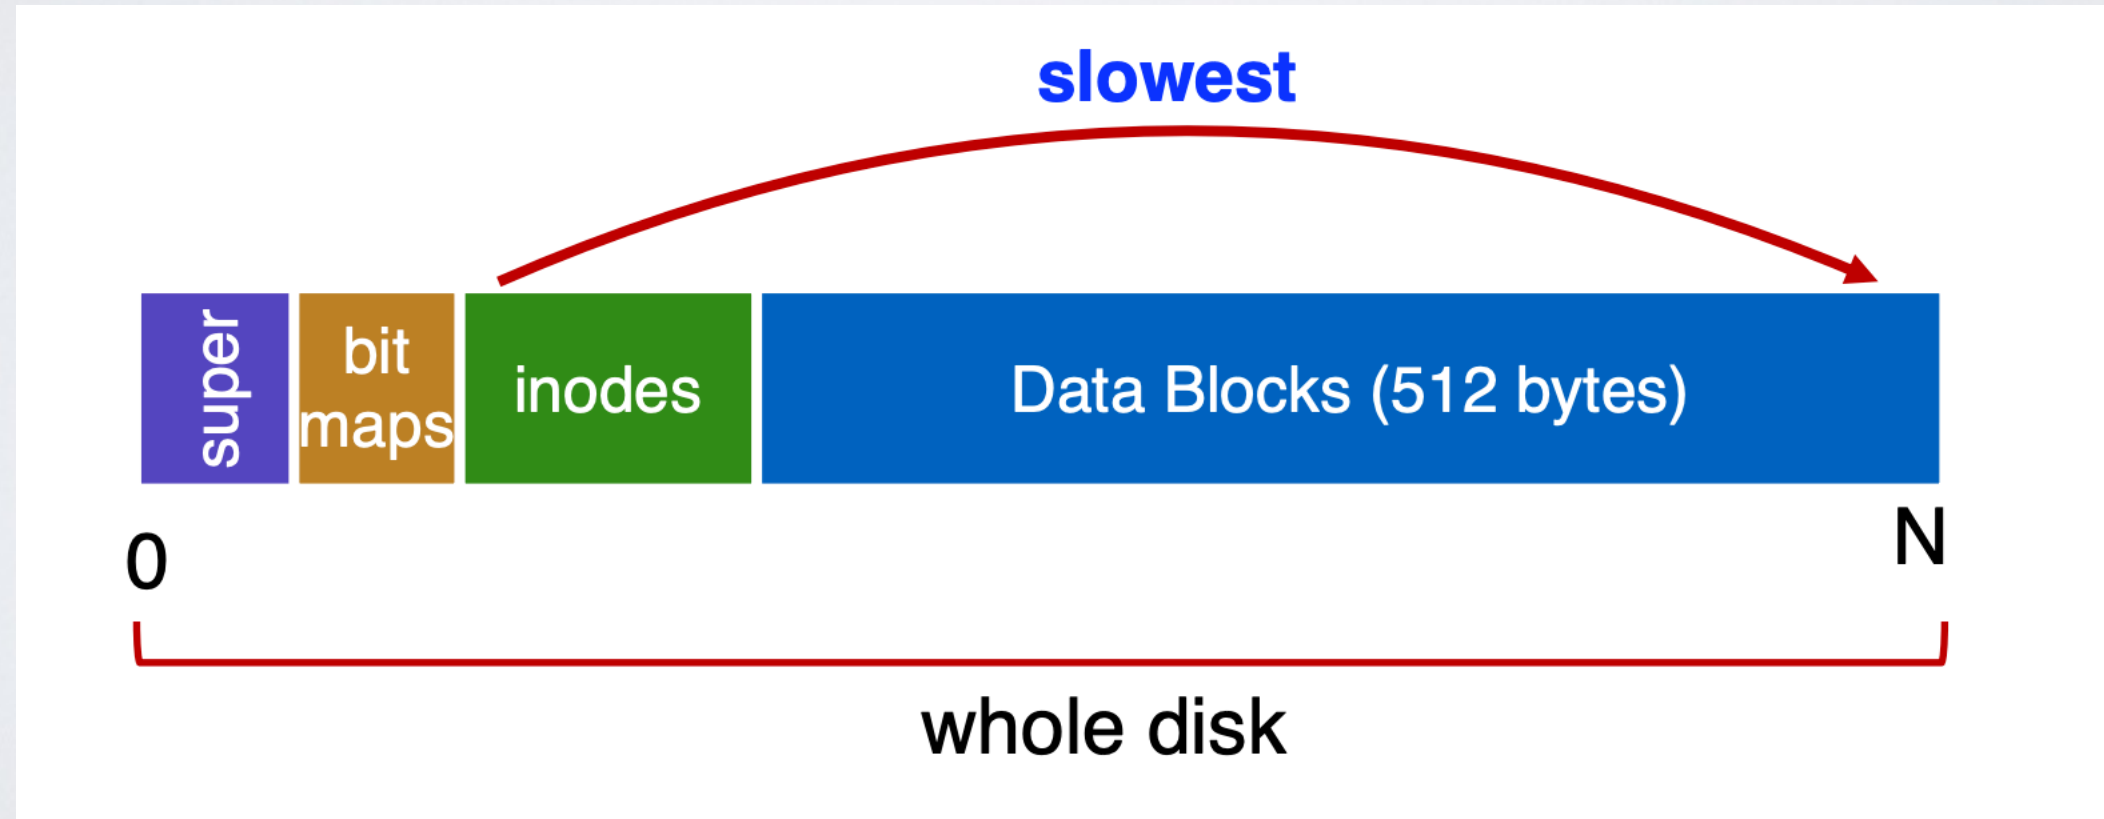 slowest
super
bit
maps
inodes
Data Blocks (512 bytes)
0
N
whole disk